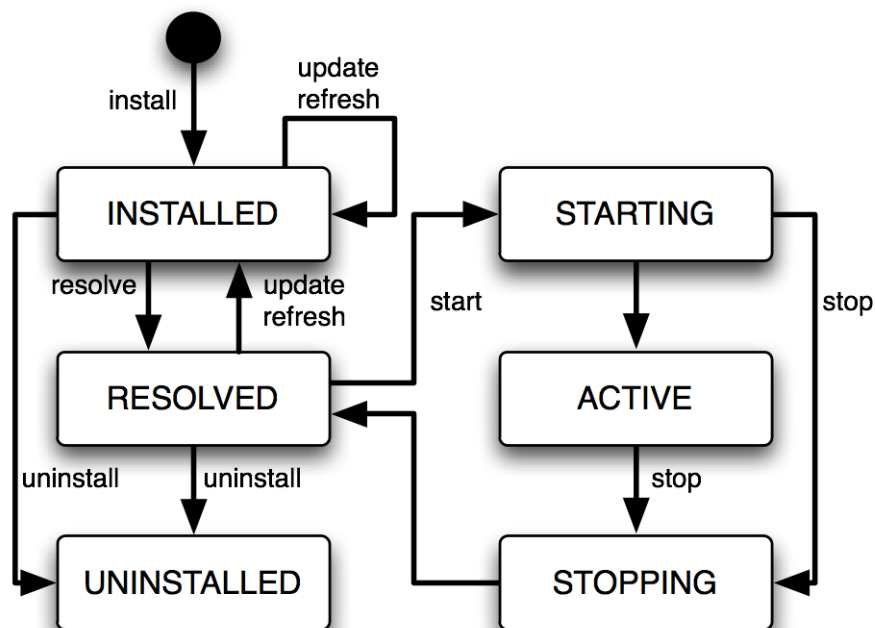 update
refresh
install
INSTALLED
STARTING
resolve
update
refresh
start
stop
RESOLVED
ACTIVE
uninstall
uninstall
stop
UNINSTALLED
STOPPING